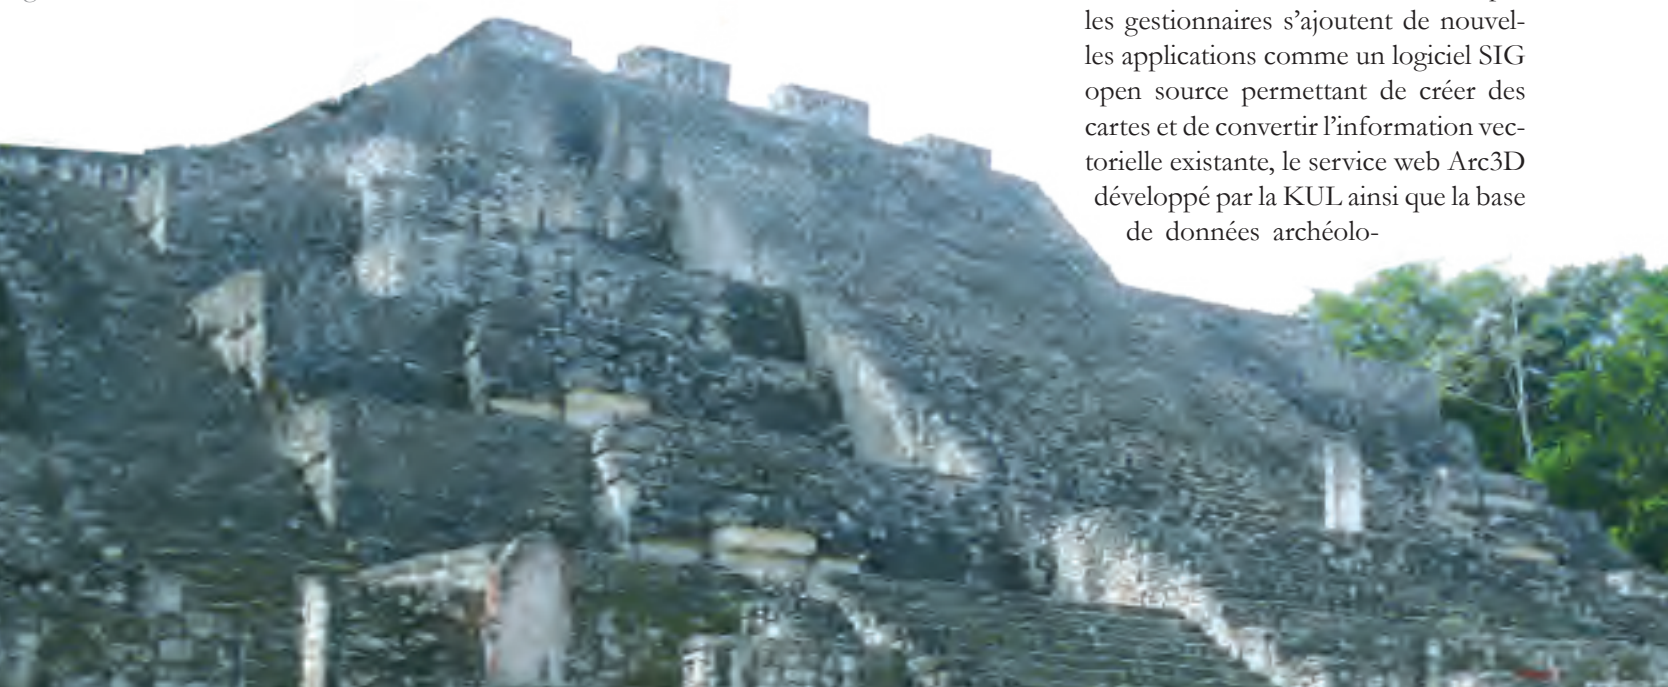 les gestionnaires s’ajoutent de nouvel-
les applications comme un logiciel SIG
open source permettant de créer des
cartes et de convertir l’information vec-
torielle existante, le service web Arc3D
développé par la KUL ainsi que la base
de données archéolo-